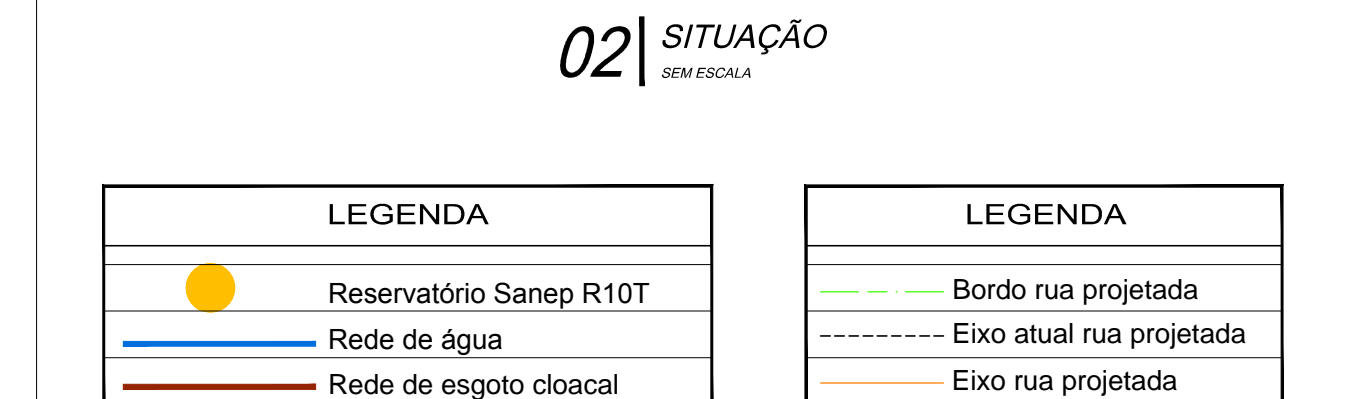 02 SITUAÇÃO
SEM ESCALA
LEGENDA
Reservatório Sanep R10T
Rede de água
Rede de esgoto cloacal
LEGENDA
Bordo rua projetada
Eixo atual rua projetada
Eixo rua projetada